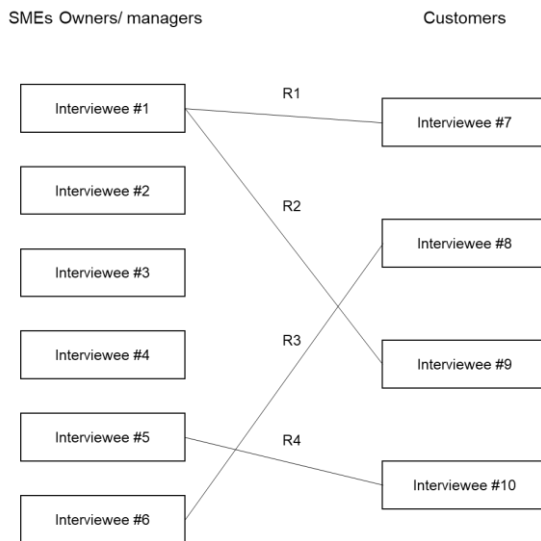 SMEs Owners/ managers
Customers
Interviewee #1
R1
Interviewee #7
Interviewee #2
R2
Interviewee #8
Interviewee #3
R3
Interviewee #4
Interviewee #9
Interviewee #5
R4
Interviewee #10
Interviewee #6